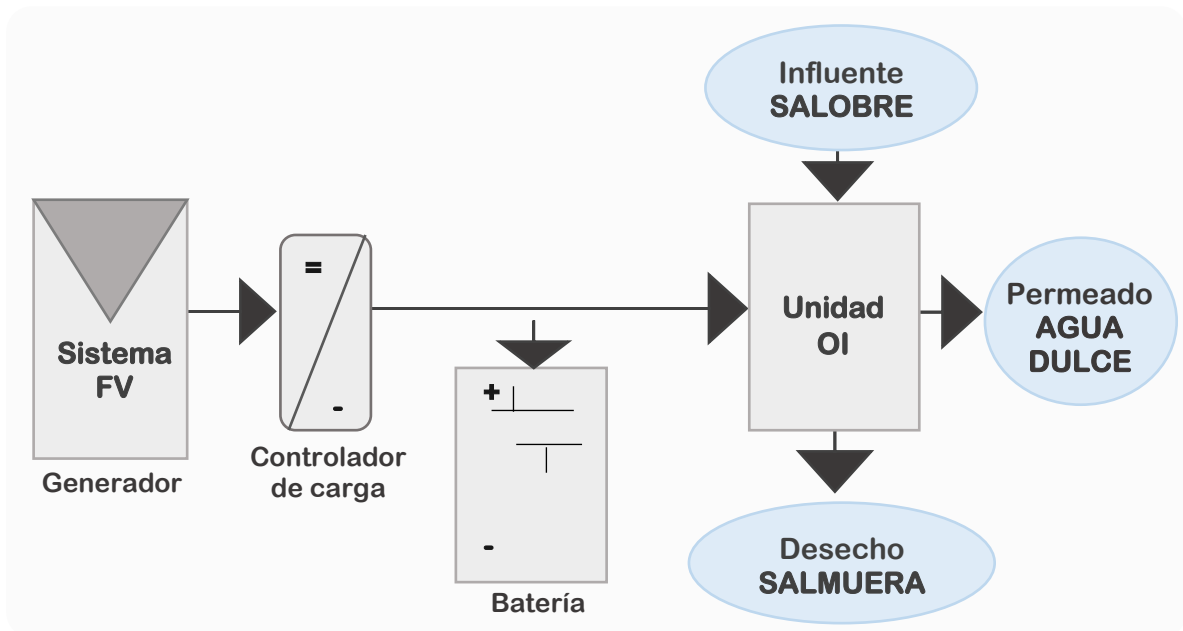 Influente
SALOBRE
Sistema
FV
Generador
=
-
Controlador
de carga
+
-
Batería
Unidad
OI
Permeado
AGUA
DULCE
Desecho
SALMUERA